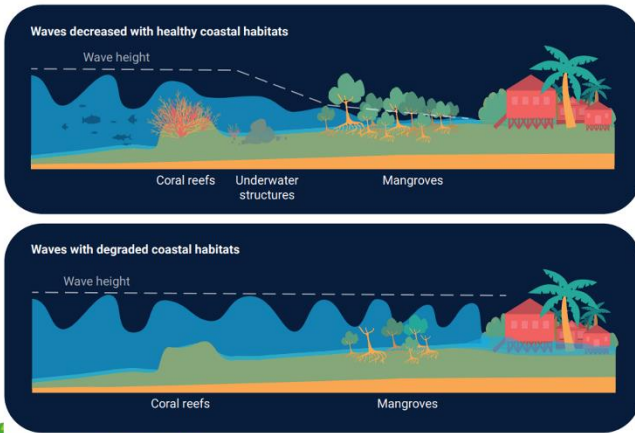 Waves decreased with healthy coastal habitats
Wave height
Coral reefs
Underwater
structures
Mangroves
Waves with degraded coastal habitats
Wave height
Coral reefs
Mangroves